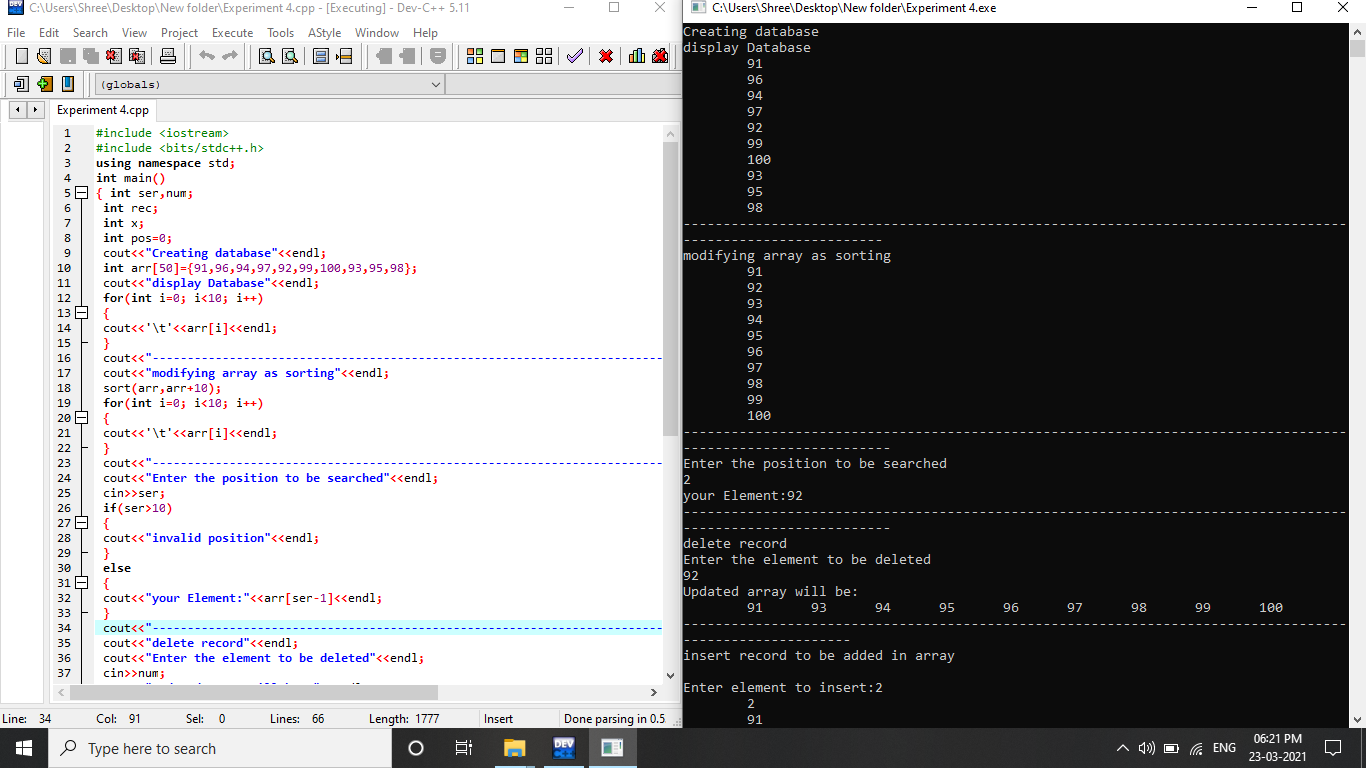 C:\Users\Shree\Desktop\New folder\Experiment 4.cpp - [Executing] - Dev-C++ 5.11
File Edit Search View Project Execute Tools AStyle Window Help
(globals)
Experiment 4.cpp
1 #include <iostream>
2 #include <bits/stdc++.h>
3 using namespace std;
4 int main()
5 { int ser,num;
6 int rec;
7 int x;
8 int pos=0;
9 cout<<"Creating database"<<endl;
10 int arr[50]={91,96,94,97,92,99,100,93,95,98};
11 cout<<"display Database"<<endl;
12 for(int i=0; i<10; i++)
13 {
14 cout<<'\t'<<arr[i]<<endl;
15 }
16 cout<<"--------------------------------------------------------------------------
17 cout<<"modifying array as sorting"<<endl;
18 sort(arr,arr+10);
19 for(int i=0; i<10; i++)
20 {
21 cout<<'\t'<<arr[i]<<endl;
22 }
23 cout<<"--------------------------------------------------------------------------
24 cout<<"Enter the position to be searched"<<endl;
25 cin>>ser;
26 if(ser>10)
27 {
28 cout<<"invalid position"<<endl;
29 }
30 else
31 {
32 cout<<"your Element:"<<arr[ser-1]<<endl;
33 }
34 cout<<"--------------------------------------------------------------------------
35 cout<<"delete record"<<endl;
36 cout<<"Enter the element to be deleted"<<endl;
37 cin>>num;
Line: 34 Col: 91 Sel: 0 Lines: 66 Length: 1777 Insert Done parsing in 0.5
C:\Users\Shree\Desktop\New folder\Experiment 4.exe
Creating database
display Database
91
96
94
97
92
99
100
93
95
98
-----------------------------------------------------------------------------------
-------------------------
modifying array as sorting
91
92
93
94
95
96
97
98
99
100
-----------------------------------------------------------------------------------
--------------------------
Enter the position to be searched
2
your Element:92
-----------------------------------------------------------------------------------
--------------------------
delete record
Enter the element to be deleted
92
Updated array will be:
91 93 94 95 96 97 98 99 100
-----------------------------------------------------------------------------------
----------------------
insert record to be added in array
Enter element to insert:2
2
91
Type here to search
DEV
ENG
06:21 PM
23-03-2021